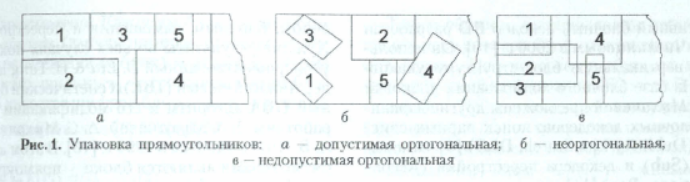 1 3 5 3 2 1 4
2 4 1 5 4 2 5 3
а б в
Рис. 1. Упаковка прямоугольников: а — допустимая ортогональная; б — неортогональная;
в — недопустимая ортогональная